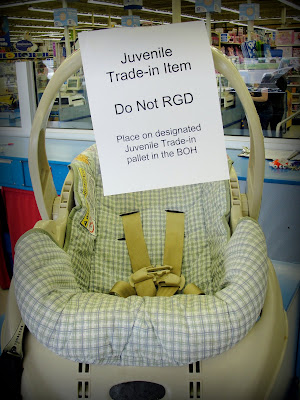 Juvenile
Trade-in Item
Do Not RGD
Place on designated
Juvenile Trade-in
pallet in the BOH